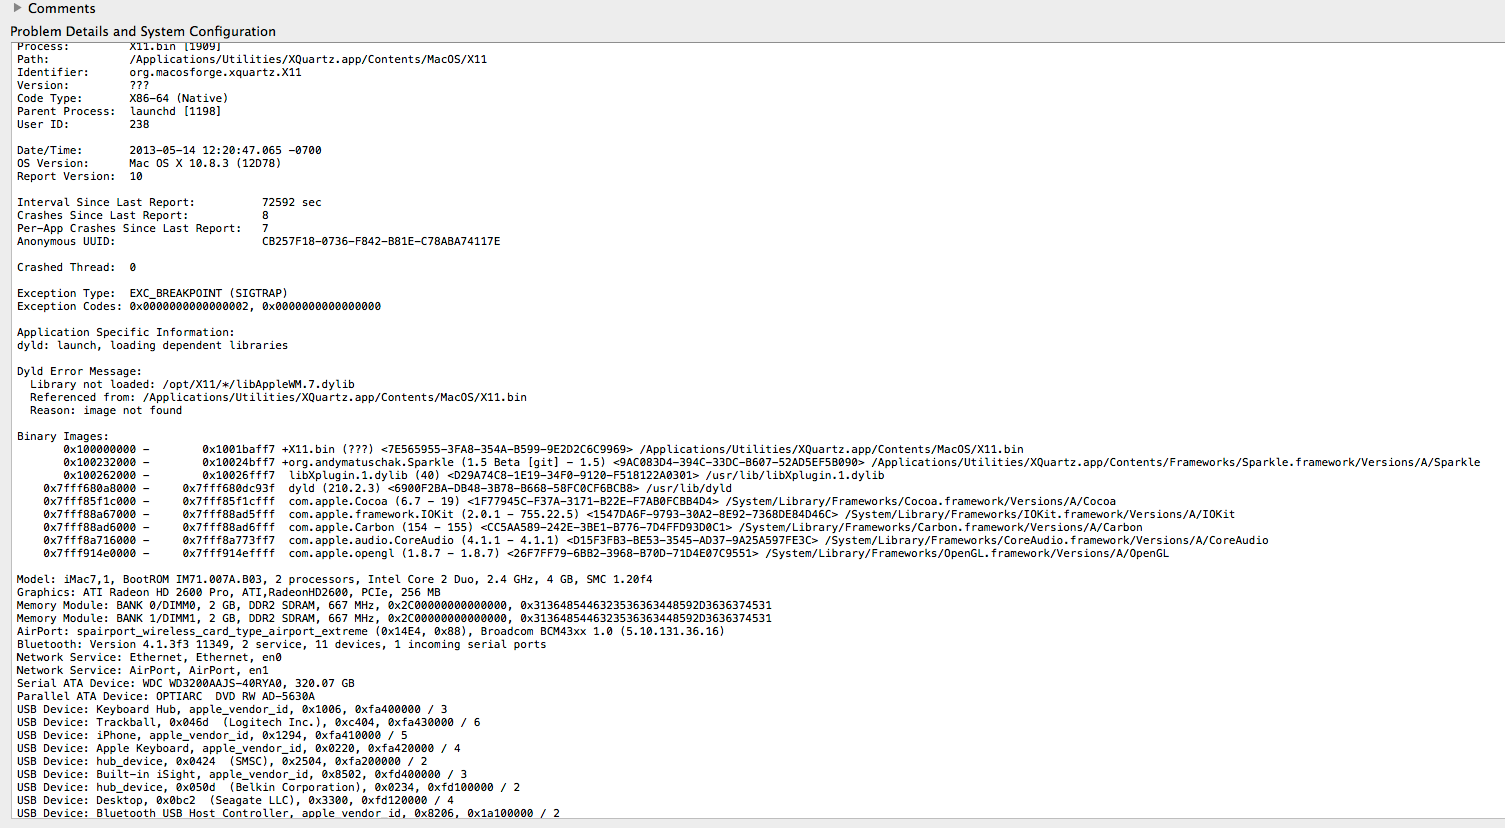 Comments
Problem Details and System Configuration
Process: X11.bin [1909]
Path: /Applications/Utilities/XQuartz.app/Contents/MacOS/X11
Identifier: org.macosforge.xquartz.X11
Version: ???
Code Type: X86-64 (Native)
Parent Process: launchd [1198]
User ID: 238
Date/Time: 2013-05-14 12:20:47.065 -0700
OS Version: Mac OS X 10.8.3 (12D78)
Report Version: 10
Interval Since Last Report: 72592 sec
Crashes Since Last Report: 8
Per-App Crashes Since Last Report: 7
Anonymous UUID: CB257F18-0736-F842-B81E-C78ABA74117E
Crashed Thread: 0
Exception Type: EXC_BREAKPOINT (SIGTRAP)
Exception Codes: 0x0000000000000002, 0x0000000000000000
Application Specific Information:
dyld: launch, loading dependent libraries
Dyld Error Message:
Library not loaded: /opt/X11/*/libAppleWM.7.dylib
Referenced from: /Applications/Utilities/XQuartz.app/Contents/MacOS/X11.bin
Reason: image not found
Binary Images:
0x100000000 - 0x1001baff7 +X11.bin (???) <7E565955-3FA8-354A-B599-9E2D2C6C9969> /Applications/Utilities/XQuartz.app/Contents/MacOS/X11.bin
0x100232000 - 0x10024bff7 +org.andymatuschak.Sparkle (1.5 Beta [git] - 1.5) <9AC083D4-394C-33DC-B607-52AD5EF5B090> /Applications/Utilities/XQuartz.app/Contents/Frameworks/Sparkle.framework/Versions/A/Sparkle
0x100262000 - 0x10026fff7 libXplugin.1.dylib (40) <D29A74C8-1E19-34F0-9120-F518122A0301> /usr/lib/libXplugin.1.dylib
0x7fff680a8000 - 0x7fff680dc93f dyld (210.2.3) <6900F2BA-DB48-3B78-B668-58FC0CF6BCB8> /usr/lib/dyld
0x7fff85f1c000 - 0x7fff85f1cfff com.apple.Cocoa (6.7 - 19) <1F77945C-F37A-3171-B22E-F7AB0FCBB4D4> /System/Library/Frameworks/Cocoa.framework/Versions/A/Cocoa
0x7fff88a67000 - 0x7fff88ad5fff com.apple.framework.IOKit (2.0.1 - 755.22.5) <1547DA6F-9793-30A2-8E92-7368DE84D46C> /System/Library/Frameworks/IOKit.framework/Versions/A/IOKit
0x7fff88ad6000 - 0x7fff88ad6fff com.apple.Carbon (154 - 155) <CC5AA589-242E-3BE1-B776-7D4FFD93D0C1> /System/Library/Frameworks/Carbon.framework/Versions/A/Carbon
0x7fff8a716000 - 0x7fff8a773ff7 com.apple.audio.CoreAudio (4.1.1 - 4.1.1) <D15F3FB3-BE53-3545-AD37-9A25A597FE3C> /System/Library/Frameworks/CoreAudio.framework/Versions/A/CoreAudio
0x7fff914e0000 - 0x7fff914effff com.apple.opengl (1.8.7 - 1.8.7) <26F7FF79-6BB2-3968-B70D-71D4E07C9551> /System/Library/Frameworks/OpenGL.framework/Versions/A/OpenGL
Model: iMac7,1, BootROM IM71.007A.B03, 2 processors, Intel Core 2 Duo, 2.4 GHz, 4 GB, SMC 1.20f4
Graphics: ATI Radeon HD 2600 Pro, ATI,RadeonHD2600, PCIe, 256 MB
Memory Module: BANK 0/DIMM0, 2 GB, DDR2 SDRAM, 667 MHz, 0x2C00000000000000, 0x3136485446323536363448592D3636374531
Memory Module: BANK 1/DIMM1, 2 GB, DDR2 SDRAM, 667 MHz, 0x2C00000000000000, 0x3136485446323536363448592D3636374531
AirPort: spairport_wireless_card_type_airport_extreme (0x14E4, 0x88), Broadcom BCM43xx 1.0 (5.10.131.36.16)
Bluetooth: Version 4.1.3f3 11349, 2 service, 11 devices, 1 incoming serial ports
Network Service: Ethernet, Ethernet, en0
Network Service: AirPort, AirPort, en1
Serial ATA Device: WDC WD3200AAJS-40RYA0, 320.07 GB
Parallel ATA Device: OPTIARC DVD RW AD-5630A
USB Device: Keyboard Hub, apple_vendor_id, 0x1006, 0xfa400000 / 3
USB Device: Trackball, 0x046d (Logitech Inc.), 0xc404, 0xfa430000 / 6
USB Device: iPhone, apple_vendor_id, 0x1294, 0xfa410000 / 5
USB Device: Apple Keyboard, apple_vendor_id, 0x0220, 0xfa420000 / 4
USB Device: hub_device, 0x0424 (SMSC), 0x2504, 0xfa200000 / 2
USB Device: Built-in iSight, apple_vendor_id, 0x8502, 0xfd400000 / 3
USB Device: hub_device, 0x050d (Belkin Corporation), 0x0234, 0xfd100000 / 2
USB Device: Desktop, 0x0bc2 (Seagate LLC), 0x3300, 0xfd120000 / 4
USB Device: Bluetooth USB Host Controller, apple_vendor_id, 0x8206, 0x1a100000 / 2